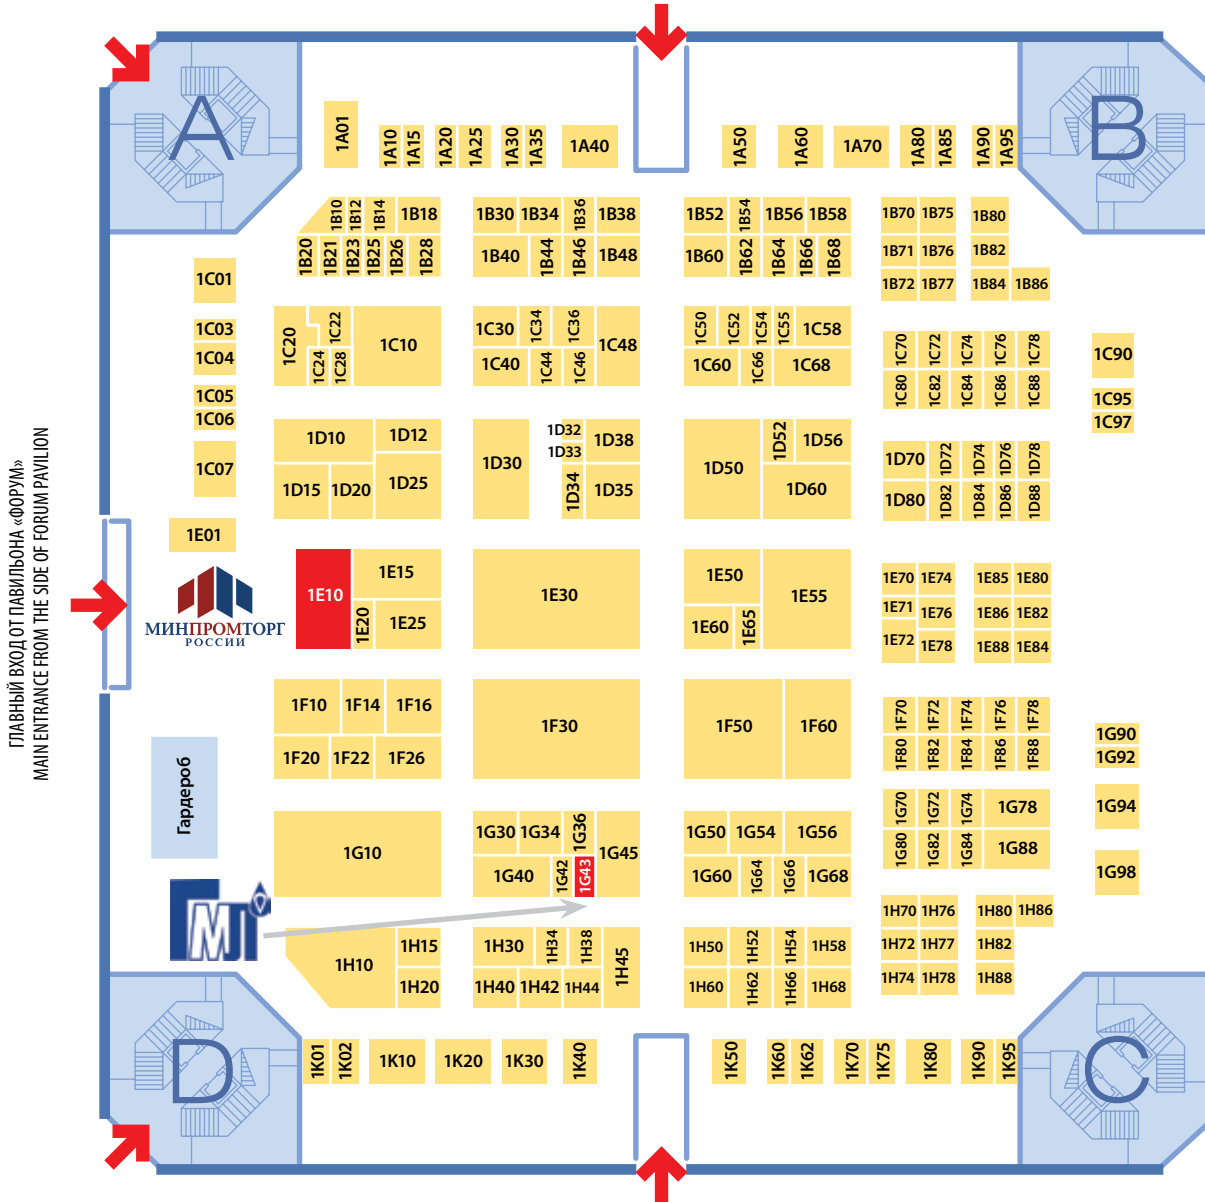 A
B
1A01
1A10
1A15
1A20
1A25
1A30
1A35
1A40
1A50
1A60
1A70
1A80
1A85
1A90
1A95
1B10
1B12
1B14
1B18
1B20
1B21
1B23
1B25
1B26
1B28
1B30
1B34
1B36
1B38
1B40
1B44
1B46
1B48
1B52
1B54
1B56
1B58
1B60
1B62
1B64
1B66
1B68
1B70
1B75
1B80
1B71
1B76
1B82
1B72
1B77
1B84
1B86
1C01
1C03
1C04
1C05
1C06
1C07
1C20
1C22
1C24
1C28
1C10
1C30
1C34
1C36
1C48
1C40
1C44
1C46
1C50
1C52
1C54
1C55
1C58
1C60
1C66
1C68
1C70
1C72
1C74
1C76
1C78
1C80
1C82
1C84
1C86
1C88
1C90
1C95
1C97
1D10
1D12
1D15
1D20
1D25
1D30
1D32
1D33
1D34
1D38
1D35
1D50
1D52
1D56
1D60
1D70
1D72
1D74
1D76
1D78
1D80
1D82
1D84
1D86
1D88
ГЛАВНЫЙ ВХОД ОТ ПАВИЛЬОНА «ФОРУМ»
MAIN ENTRANCE FROM THE SIDE OF FORUM PAVILION
1E01
МИНПРОМТОРГ
РОССИИ
1E10
1E15
1E20
1E25
1E30
1E50
1E55
1E60
1E65
1E70
1E74
1E85
1E80
1E71
1E76
1E86
1E82
1E72
1E78
1E88
1E84
1F10
1F14
1F16
1F20
1F22
1F26
1F30
1F50
1F60
1F70
1F72
1F74
1F76
1F78
1F80
1F82
1F84
1F86
1F88
1G90
1G92
1G94
1G98
Гардероб
1G10
1G30
1G34
1G36
1G45
1G40
1G42
1G43
1G50
1G54
1G56
1G60
1G64
1G66
1G68
1G70
1G72
1G74
1G78
1G80
1G82
1G84
1G88
1H10
1H15
1H20
1H30
1H34
1H38
1H45
1H40
1H42
1H44
1H50
1H52
1H54
1H58
1H60
1H62
1H66
1H68
1H70
1H76
1H80
1H86
1H72
1H77
1H82
1H74
1H78
1H88
D
C
1K01
1K02
1K10
1K20
1K30
1K40
1K50
1K60
1K62
1K70
1K75
1K80
1K90
1K95